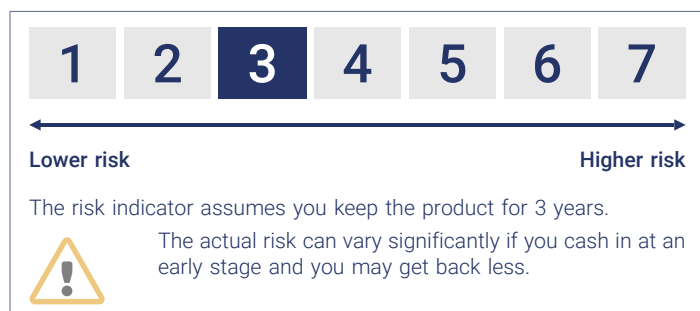 1 2 3 4 5 6 7
Lower risk Higher risk
The risk indicator assumes you keep the product for 3 years.
The actual risk can vary significantly if you cash in at an
early stage and you may get back less.